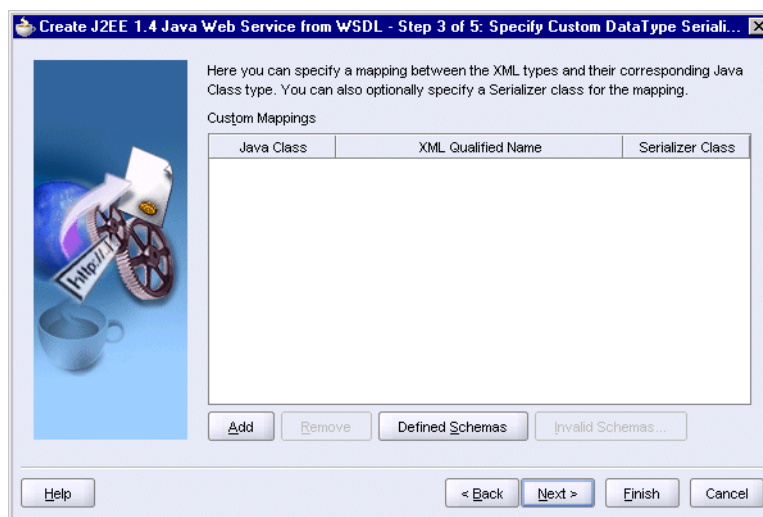 Create J2EE 1.4 Java Web Service from WSDL - Step 3 of 5: Specify Custom DataType Seriali...
Here you can specify a mapping between the XML types and their corresponding Java
Class type. You can also optionally specify a Serializer class for the mapping.
Custom Mappings
Java Class XML Qualified Name Serializer Class
http://
Add Remove Defined Schemas Invalid Schemas...
Help < Back Next > Finish Cancel